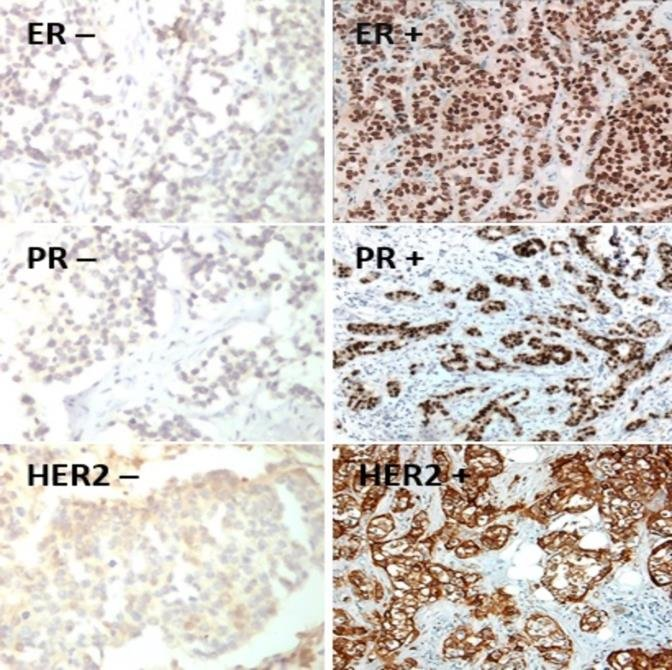 ER –
ER +
PR –
PR +
HER2 –
HER2 +